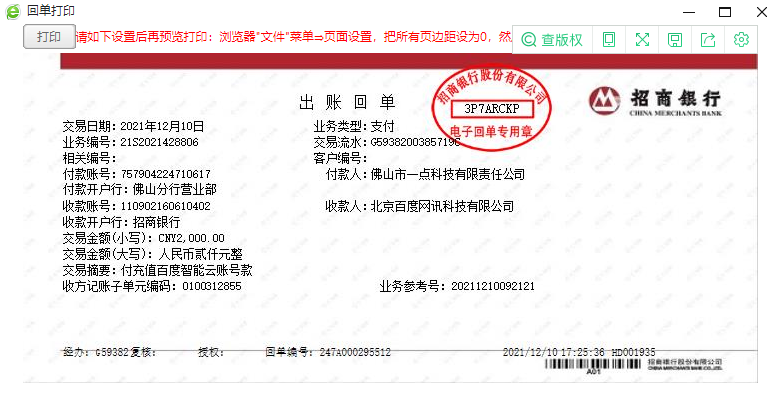 回单打印
打印
请如下设置后再预览打印：浏览器"文件"菜单⇒页面设置，把所有页边距设为0，然
查版权
招商银行股份有限公司
3P7ARCKP
电子回单专用章
招商银行
CHINA MERCHANTS BANK
出 账 回 单
交易日期：2021年12月10日 业务类型：支付
业务编号：21S2021428806 交易流水：G5938200385719C
相关编号： 客户编号：
付款账号：757904224710617 付款人：佛山市一点科技有限责任公司
付款开户行：佛山分行营业部
收款账号：110902160610402 收款人：北京百度网讯科技有限公司
收款开户行：招商银行
交易金额(小写)：CNY2,000.00
交易金额(大写)：人民币贰仟元整
交易摘要：付充值百度智能云账号款
收方记账子单元编码：0100312855 业务参考号：20211210092121
经办：G59382 复核： 授权： 回单编号：247A000295512 2021/12/10 17:25:36 HD001935
A01
招商银行股份有限公司
CHINA MERCHANTS BANK CO.,LTD.